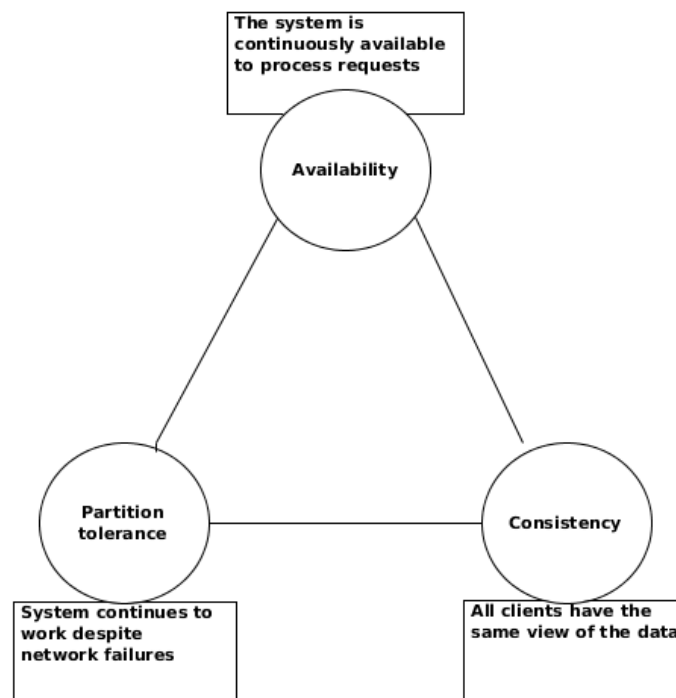 The system is
continuously available
to process requests
Availability
Partition
tolerance
Consistency
System continues to
work despite
network failures
All clients have the
same view of the data